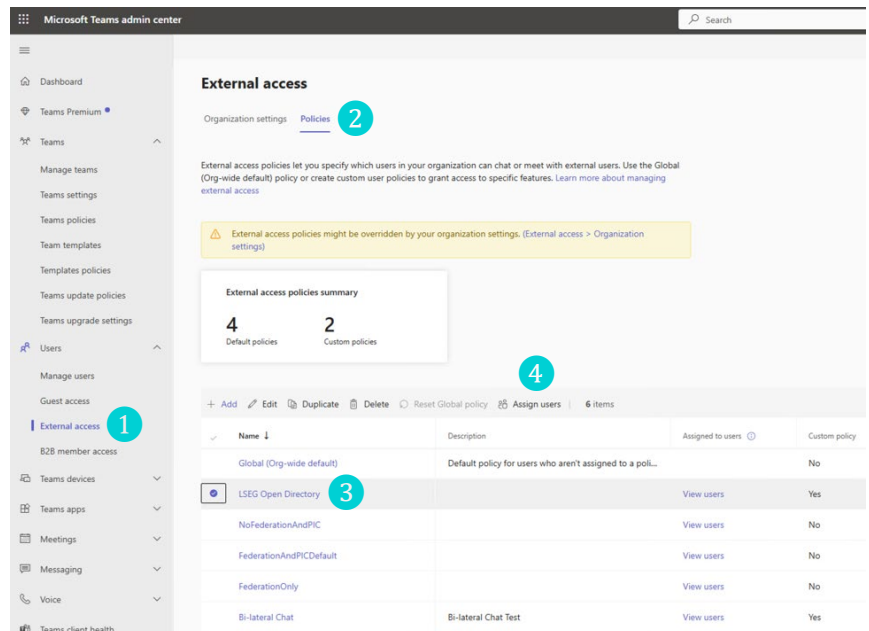 Microsoft Teams admin center
Search
Dashboard
Teams Premium
Teams
Manage teams
Teams settings
Teams policies
Team templates
Templates policies
Teams update policies
Teams upgrade settings
Users
Manage users
Guest access
External access 1
B2B member access
Teams devices
Teams apps
Meetings
Messaging
Voice
Teams client health
External access
Organization settings Policies 2
External access policies let you specify which users in your organization can chat or meet with external users. Use the Global
(Org-wide default) policy or create custom user policies to grant access to specific features. Learn more about managing
external access
External access policies might be overridden by your organization settings. (External access > Organization
settings)
External access policies summary
4 2
Default policies Custom policies
4
+ Add Edit Duplicate Delete Reset Global policy Assign users | 6 items
Name ↓ Description Assigned to users Custom policy
Global (Org-wide default) Default policy for users who aren't assigned to a poli... No
LSEG Open Directory 3 View users Yes
NoFederationAndPIC View users No
FederationAndPICDefault View users No
FederationOnly View users No
Bi-lateral Chat Bi-lateral Chat Test View users Yes